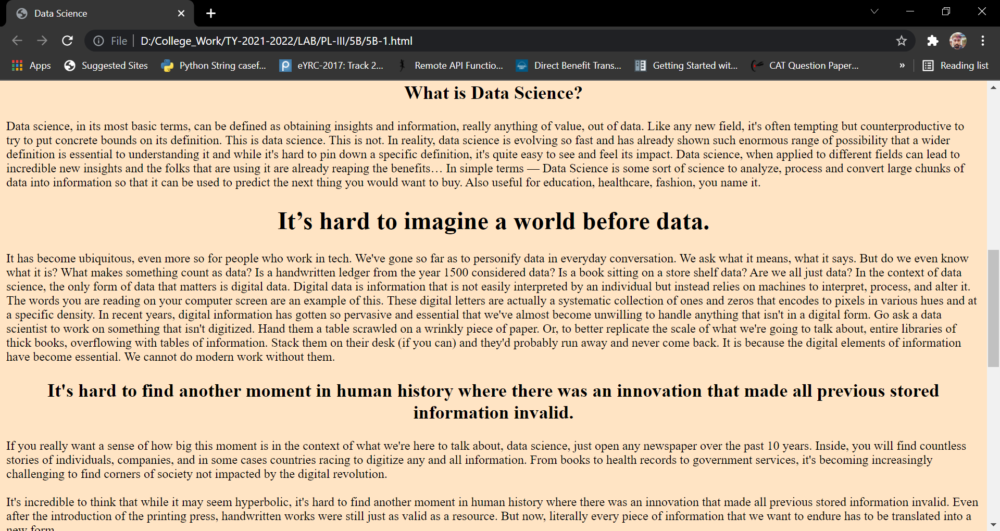 Data Science
File
D:/College_Work/TY-2021-2022/LAB/PL-III/5B/5B-1.html
Apps
Suggested Sites
Python String casef...
eYRC-2017: Track 2...
Remote API Functio...
Direct Benefit Trans...
Getting Started wit...
CAT Question Paper...
»
Reading list
What is Data Science?
Data science, in its most basic terms, can be defined as obtaining insights and information, really anything of value, out of data. Like any new field, it's often tempting but counterproductive to
try to put concrete bounds on its definition. This is data science. This is not. In reality, data science is evolving so fast and has already shown such enormous range of possibility that a wider
definition is essential to understanding it and while it's hard to pin down a specific definition, it's quite easy to see and feel its impact. Data science, when applied to different fields can lead to
incredible new insights and the folks that are using it are already reaping the benefits… In simple terms — Data Science is some sort of science to analyze, process and convert large chunks of
data into information so that it can be used to predict the next thing you would want to buy. Also useful for education, healthcare, fashion, you name it.
It’s hard to imagine a world before data.
It has become ubiquitous, even more so for people who work in tech. We've gone so far as to personify data in everyday conversation. We ask what it means, what it says. But do we even know
what it is? What makes something count as data? Is a handwritten ledger from the year 1500 considered data? Is a book sitting on a store shelf data? Are we all just data? In the context of data
science, the only form of data that matters is digital data. Digital data is information that is not easily interpreted by an individual but instead relies on machines to interpret, process, and alter it.
The words you are reading on your computer screen are an example of this. These digital letters are actually a systematic collection of ones and zeros that encodes to pixels in various hues and at
a specific density. In recent years, digital information has gotten so pervasive and essential that we've almost become unwilling to handle anything that isn't in a digital form. Go ask a data
scientist to work on something that isn't digitized. Hand them a table scrawled on a wrinkly piece of paper. Or, to better replicate the scale of what we're going to talk about, entire libraries of
thick books, overflowing with tables of information. Stack them on their desk (if you can) and they'd probably run away and never come back. It is because the digital elements of information
have become essential. We cannot do modern work without them.
It's hard to find another moment in human history where there was an innovation that made all previous stored
information invalid.
If you really want a sense of how big this moment is in the context of what we're here to talk about, data science, just open any newspaper over the past 10 years. Inside, you will find countless
stories of individuals, companies, and in some cases countries racing to digitize any and all information. From books to health records to government services, it's becoming increasingly
challenging to find corners of society not impacted by the digital revolution.
It's incredible to think that while it may seem hyperbolic, it's hard to find another moment in human history where there was an innovation that made all previous stored information invalid. Even
after the introduction of the printing press, handwritten works were still just as valid as a resource. But now, literally every piece of information that we want to endure has to be translated into a
new form.